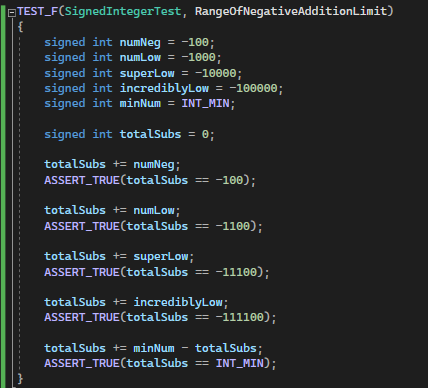 TEST_F(SignedIntegerTest, RangeOfNegativeAdditionLimit)
{
    signed int numNeg = -100;
    signed int numLow = -1000;
    signed int superLow = -10000;
    signed int incrediblyLow = -100000;
    signed int minNum = INT_MIN;

    signed int totalSubs = 0;

    totalSubs += numNeg;
    ASSERT_TRUE(totalSubs == -100);

    totalSubs += numLow;
    ASSERT_TRUE(totalSubs == -1100);

    totalSubs += superLow;
    ASSERT_TRUE(totalSubs == -11100);

    totalSubs += incrediblyLow;
    ASSERT_TRUE(totalSubs == -111100);

    totalSubs += minNum - totalSubs;
    ASSERT_TRUE(totalSubs == INT_MIN);
}